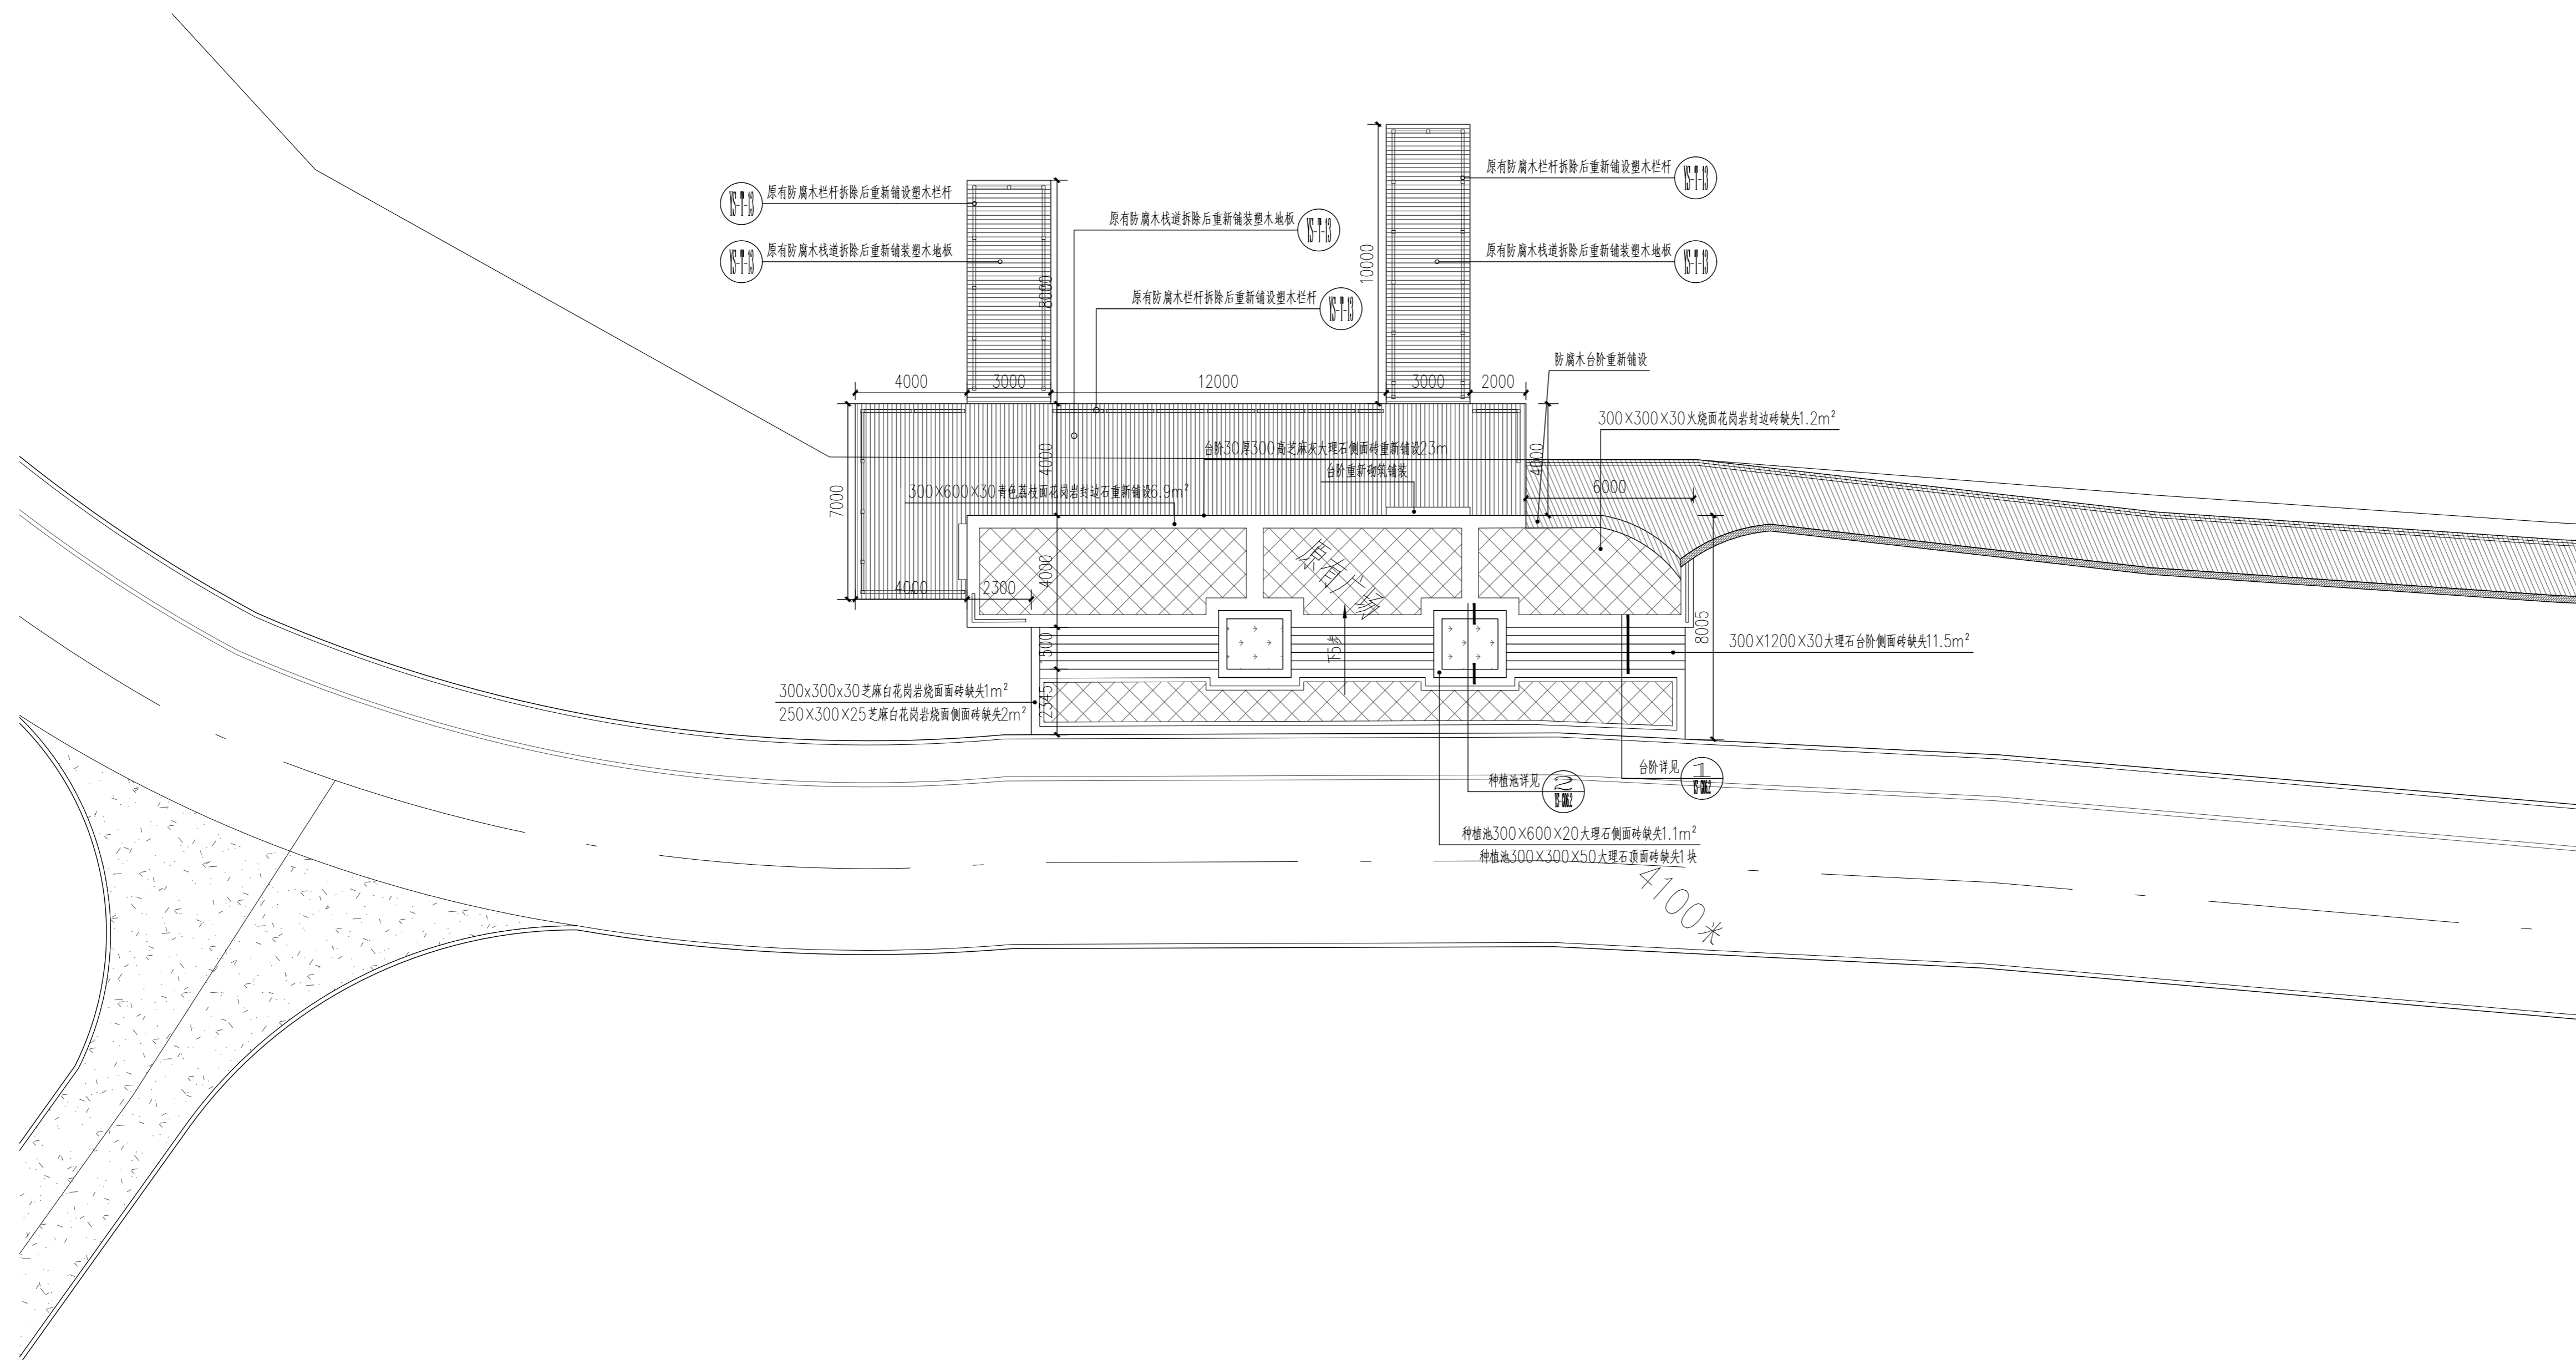 原有防腐木栏杆拆除后重新铺设塑木栏杆
YS-T-13
原有防腐木栏杆拆除后重新铺设塑木栏杆
YS-T-13
原有防腐木栈道拆除后重新铺装塑木地板
YS-T-13
原有防腐木栈道拆除后重新铺装塑木地板
YS-T-13
原有防腐木栈道拆除后重新铺装塑木地板
YS-T-13
8000
10000
原有防腐木栏杆拆除后重新铺设塑木栏杆
YS-T-13
防腐木台阶重新铺设
4000
3000
12000
3000
2000
300X300X30火烧面花岗岩封边砖缺失1.2m²
台阶30厚300高芝麻灰大理石侧面砖重新铺设23m
4000
4000
台阶重新砌筑铺装
7000
300X600X30青色荔枝面花岗岩封边石重新铺设6.9m²
6000
原有广场
4000
4000
2300
8005
1500
下5步
300X1200X30大理石台阶侧面砖缺失11.5m²
300x300x30芝麻白花岗岩烧面面砖缺失1m²
250X300X25芝麻白花岗岩烧面侧面砖缺失2m²
2345
台阶详见
1
种植池详见
2
种植池300X600X20大理石侧面砖缺失1.1m²
种植池300X300X50大理石顶面砖缺失1块
4100米